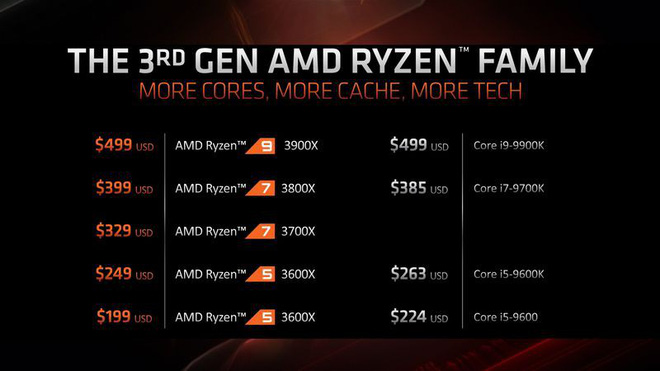 THE 3RD GEN AMD RYZEN™ FAMILY
MORE CORES, MORE CACHE, MORE TECH
$499 USD AMD Ryzen™ 9 3900X $499 USD Core i9-9900K
$399 USD AMD Ryzen™ 7 3800X $385 USD Core i7-9700K
$329 USD AMD Ryzen™ 7 3700X
$249 USD AMD Ryzen™ 5 3600X $263 USD Core i5-9600K
$199 USD AMD Ryzen™ 5 3600X $224 USD Core i5-9600